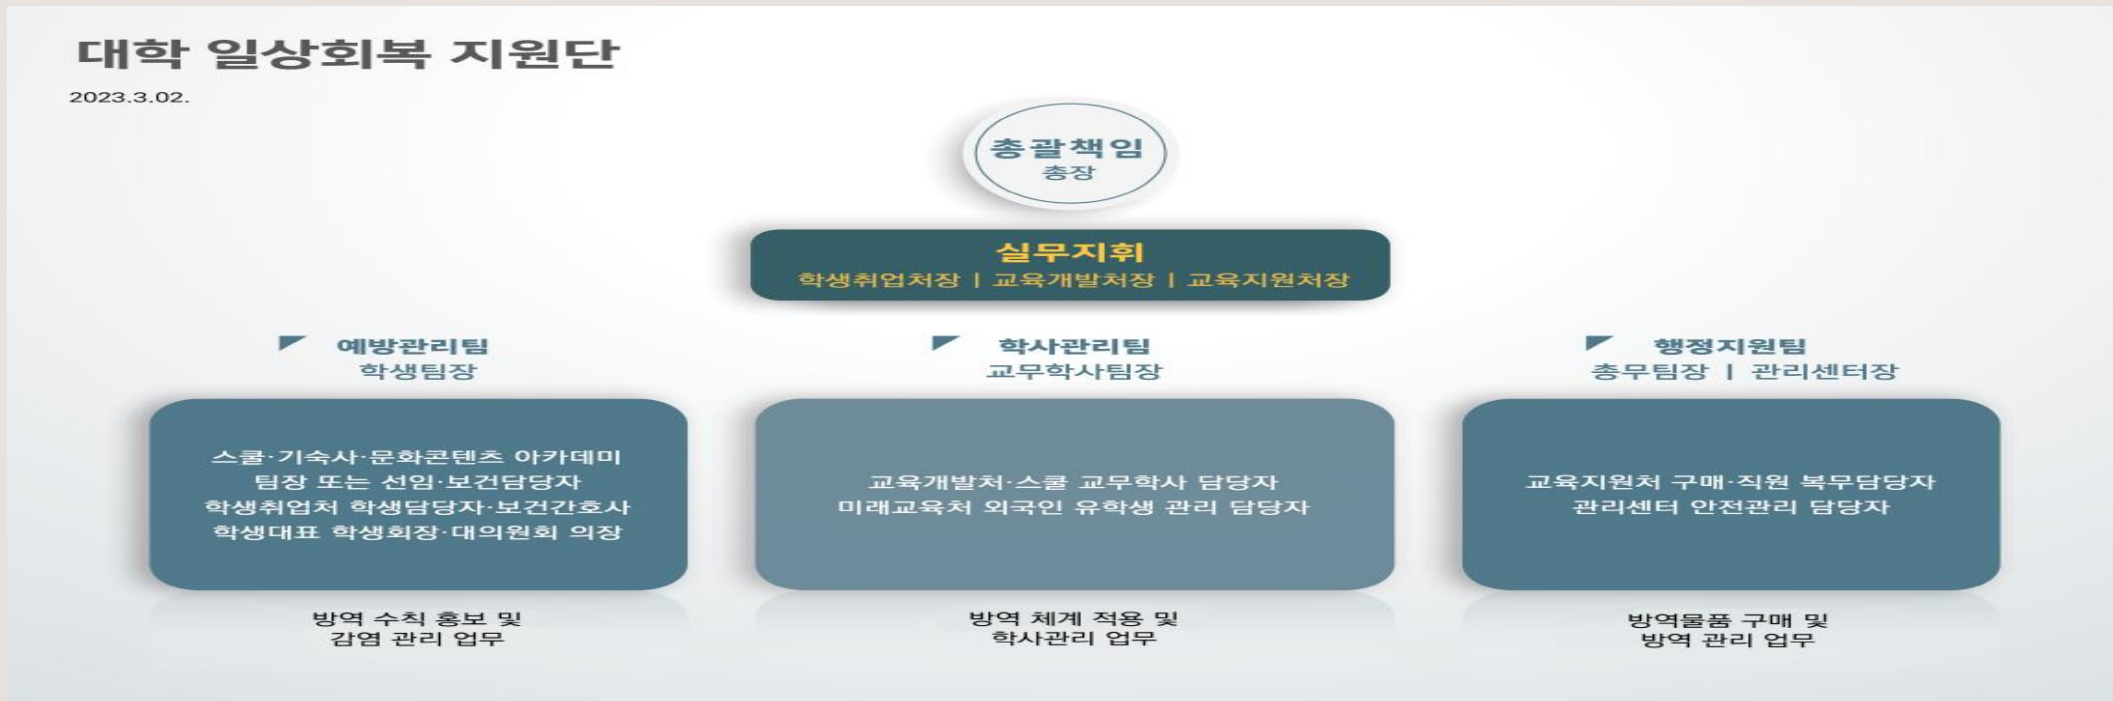 대학 일상회복 지원단
2023.3.02.
총괄책임
총장
실무지휘
학생취업처장 | 교육개발처장 | 교육지원처장
예방관리팀
학생팀장
스쿨·기숙사·문화콘텐츠 아카데미
팀장 또는 선임·보건담당자
학생취업처 학생담당자·보건간호사
학생대표 학생회장·대의원회 의장
방역 수칙 홍보 및
감염 관리 업무
학사관리팀
교무학사팀장
교육개발처·스쿨 교무학사 담당자
미래교육처 외국인 유학생 관리 담당자
방역 체계 적용 및
학사관리 업무
행정지원팀
총무팀장 | 관리센터장
교육지원처 구매·직원 복무담당자
관리센터 안전관리 담당자
방역물품 구매 및
방역 관리 업무